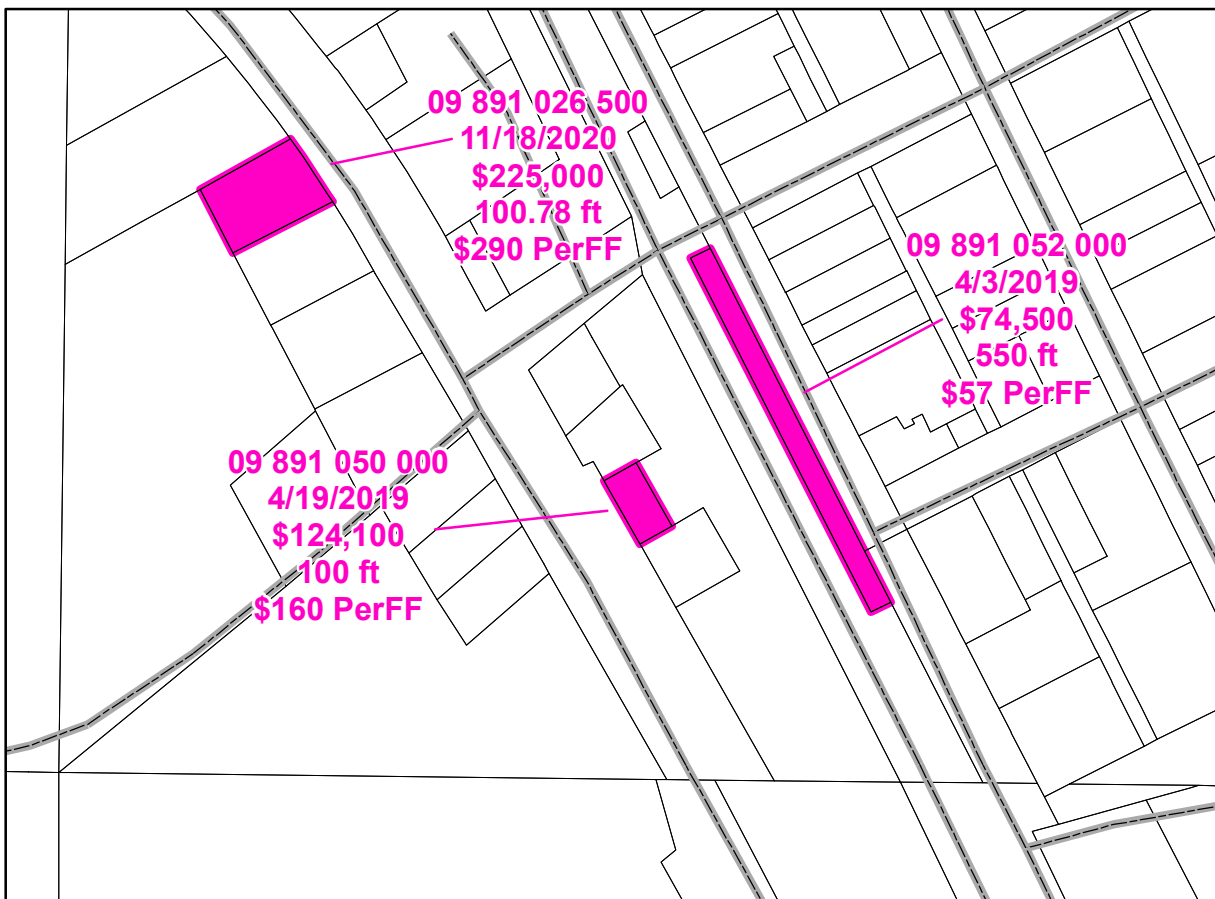 09 891 026 500
11/18/2020
$225,000
100.78 ft
$290 PerFF
09 891 052 000
4/3/2019
$74,500
550 ft
$57 PerFF
09 891 050 000
4/19/2019
$124,100
100 ft
$160 PerFF